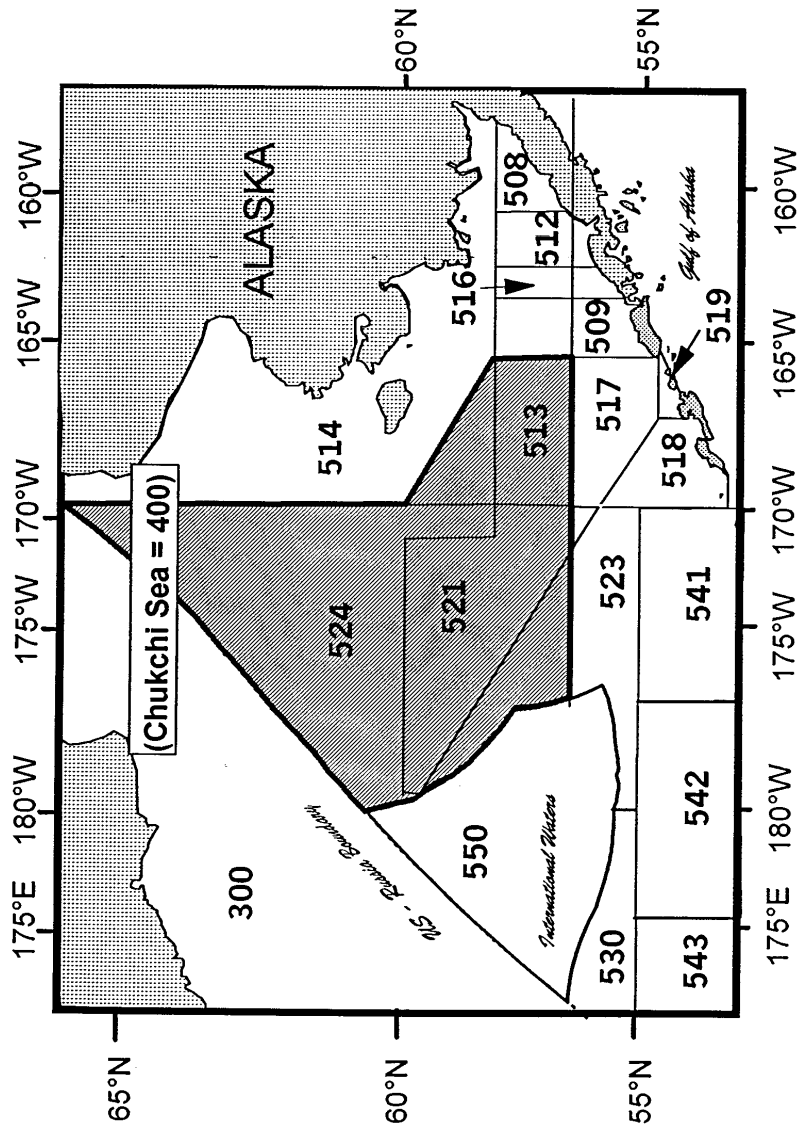 160°W
165°W
170°W
175°W
180°W
175°E
60°N
55°N
65°N
60°N
55°N
ALASKA
(Chukchi Sea = 400)
300
US - Russia Boundary
514
524
521
513
516
508
512
509
517
518
519
523
550
International Waters
Gulf of Alaska
530
541
542
543
160°W
165°W
170°W
175°W
180°W
175°E